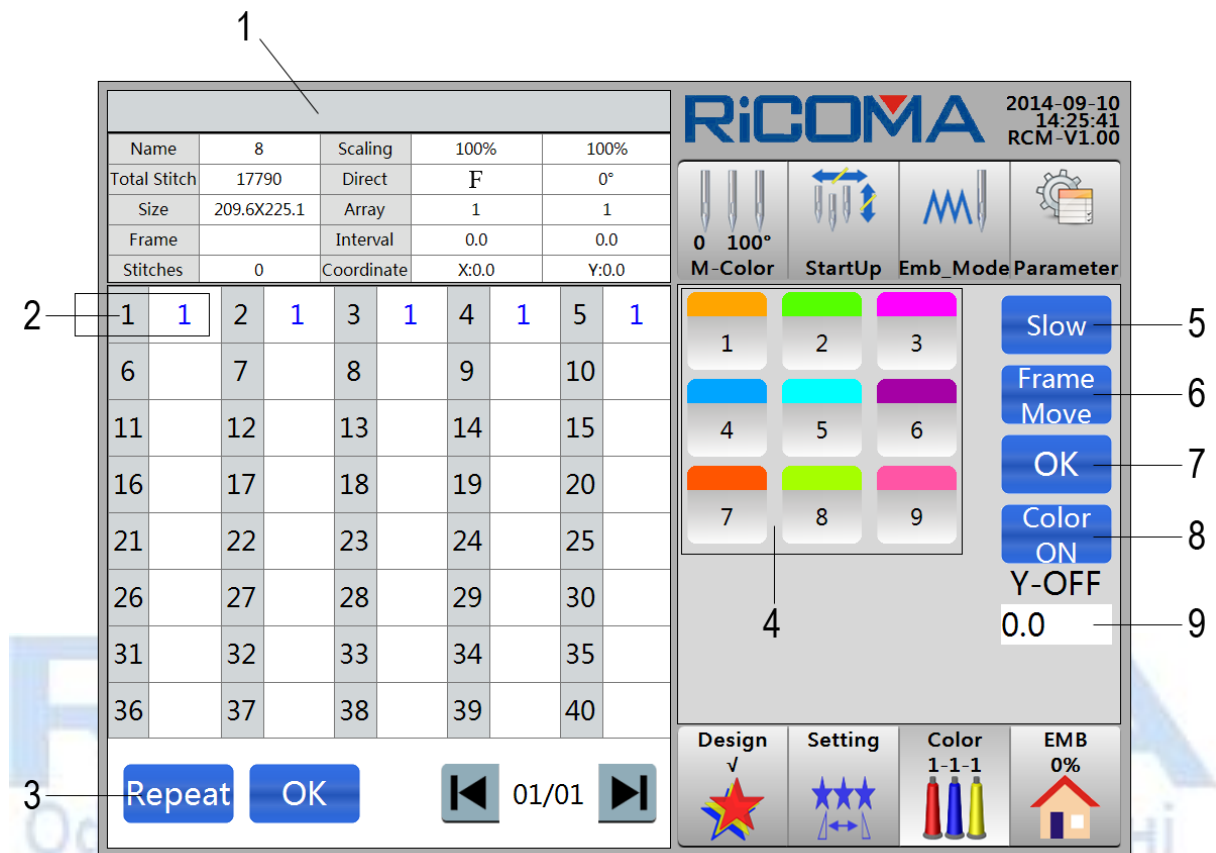 1
RiCOMA
2014-09-10
14:25:41
RCM-V1.00
Name 8 Scaling 100% 100%
Total Stitch 17790 Direct F 0°
Size 209.6X225.1 Array 1 1
Frame Interval 0.0 0.0
Stitches 0 Coordinate X:0.0 Y:0.0
0 100°
M-Color StartUp Emb_Mode Parameter
2
1 1 2 1 3 1 4 1 5 1
6 7 8 9 10
11 12 13 14 15
16 17 18 19 20
21 22 23 24 25
26 27 28 29 30
31 32 33 34 35
36 37 38 39 40
3
Repeat OK 01/01
1 2 3
4 5 6
7 8 9
4
Slow 5
Frame
Move 6
OK 7
Color
ON 8
Y-OFF
0.0 9
Design Setting Color EMB
√ 1-1-1 0%